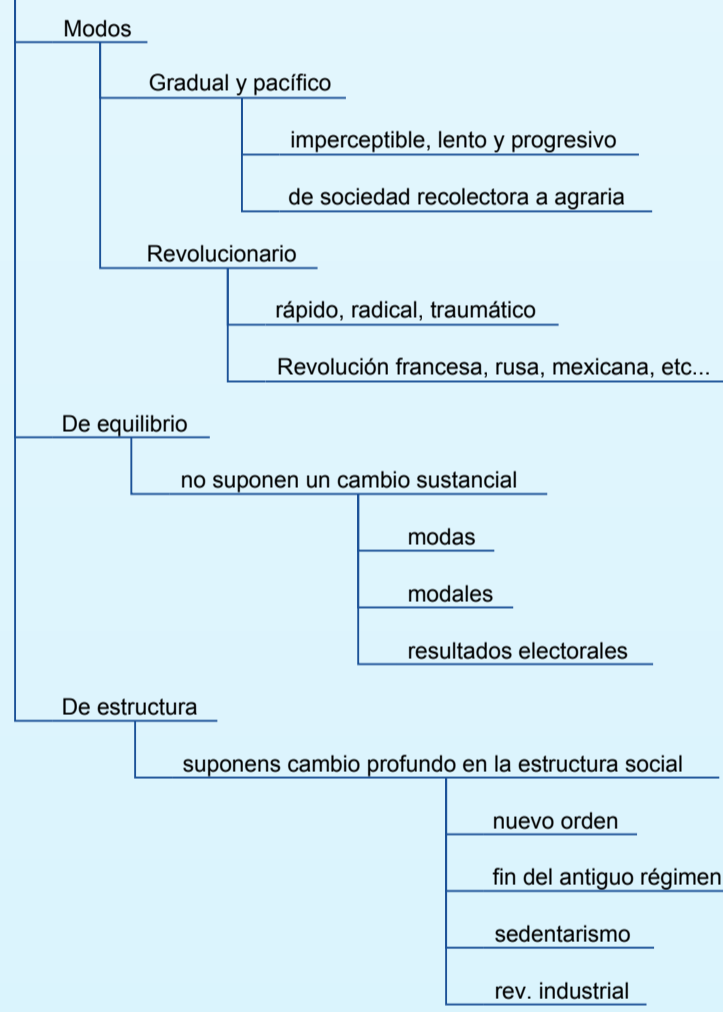 Modos
Gradual y pacífico
imperceptible, lento y progresivo
de sociedad recolectora a agraria
Revolucionario
rápido, radical, traumático
Revolución francesa, rusa, mexicana, etc...
De equilibrio
no suponen un cambio sustancial
modas
modales
resultados electorales
De estructura
suponens cambio profundo en la estructura social
nuevo orden
fin del antiguo régimen
sedentarismo
rev. industrial